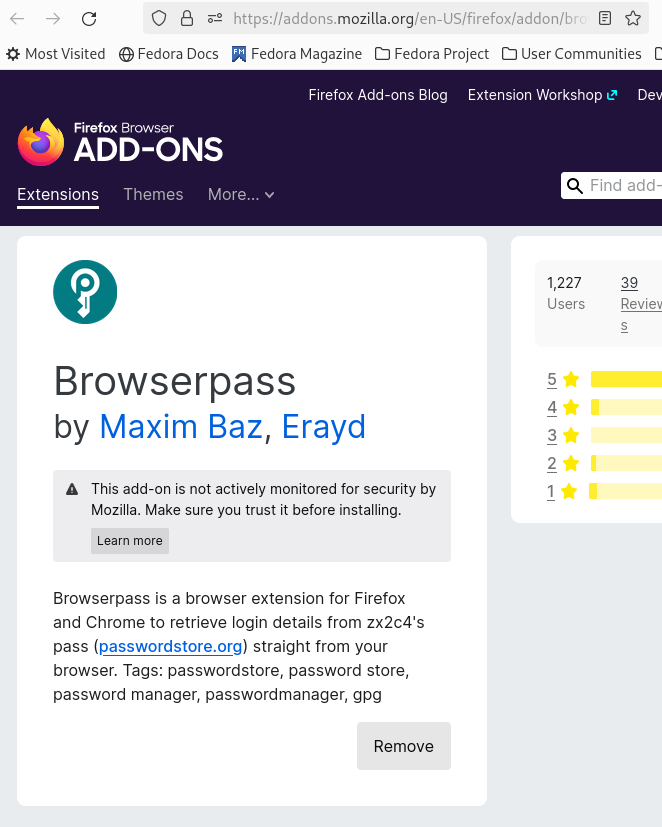 https://addons.mozilla.org/en-US/firefox/addon/bro
Most Visited Fedora Docs Fedora Magazine Fedora Project User Communities
Firefox Add-ons Blog Extension Workshop Dev
Firefox Browser
ADD-ONS
Extensions Themes More…
Find add-
Browserpass
by Maxim Baz, Erayd
This add-on is not actively monitored for security by
Mozilla. Make sure you trust it before installing.
Learn more
Browserpass is a browser extension for Firefox
and Chrome to retrieve login details from zx2c4's
pass (passwordstore.org) straight from your
browser. Tags: passwordstore, password store,
password manager, passwordmanager, gpg
Remove
1,227 39
Users Review
s
5
4
3
2
1